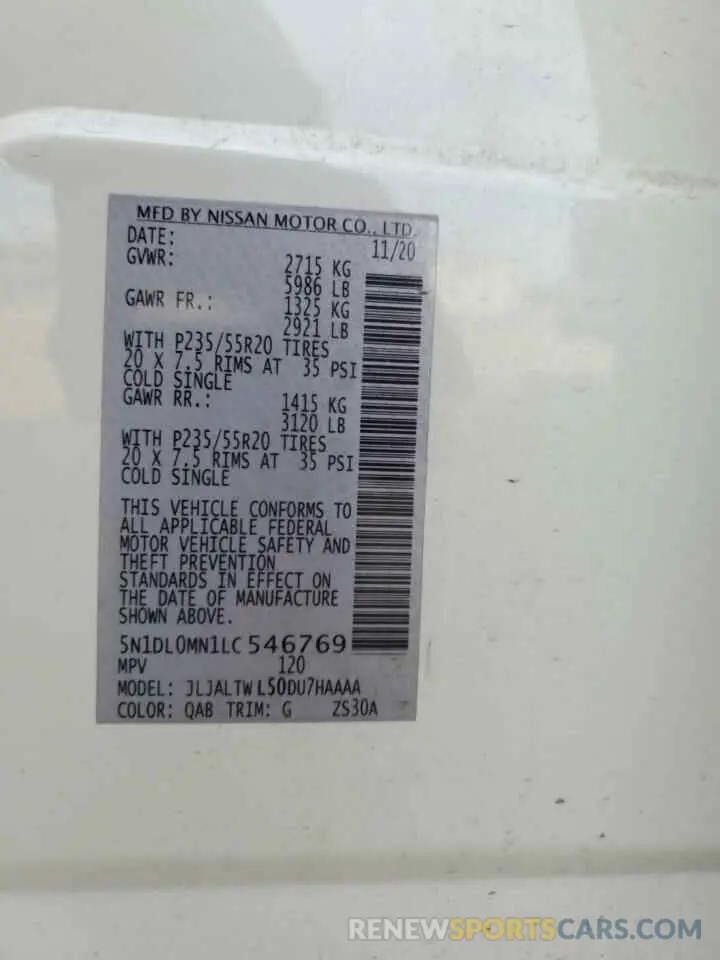 MFD BY NISSAN MOTOR CO., LTD.
DATE: 11/20
GVWR: 2715 KG
5986 LB
GAWR FR.: 1325 KG
2921 LB
WITH P235/55R20 TIRES
20 X 7.5 RIMS AT 35 PSI
COLD SINGLE
GAWR RR.: 1415 KG
3120 LB
WITH P235/55R20 TIRES
20 X 7.5 RIMS AT 35 PSI
COLD SINGLE
THIS VEHICLE CONFORMS TO
ALL APPLICABLE FEDERAL
MOTOR VEHICLE SAFETY AND
THEFT PREVENTION
STANDARDS IN EFFECT ON
THE DATE OF MANUFACTURE
SHOWN ABOVE.
5N1DL0MN1LC546769
MPV 120
MODEL: JLJALTWL50DU7HAAAA
COLOR: QAB TRIM: G ZS30A
RENEWSPORTSCARS.COM